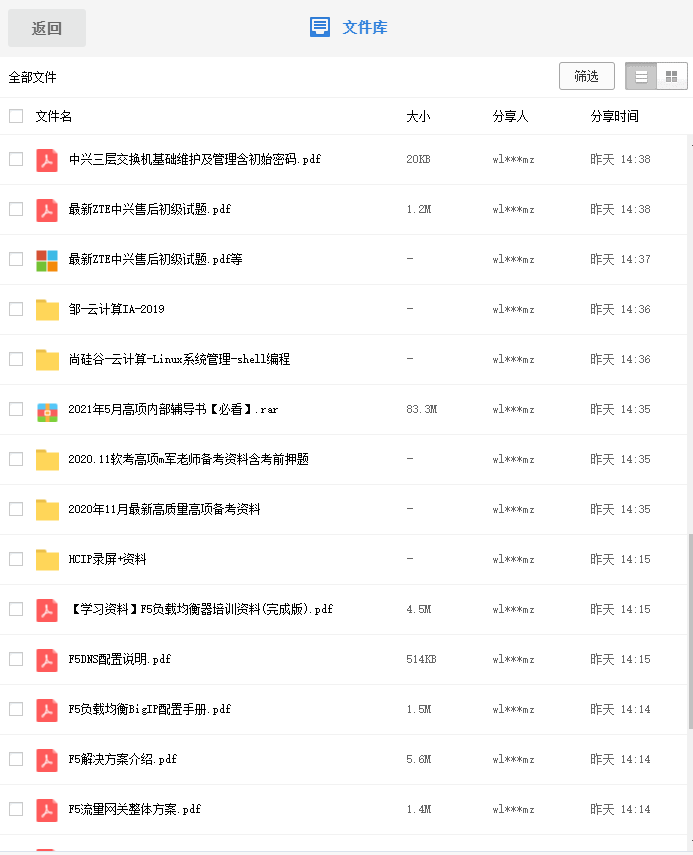 返回 文件库
全部文件 筛选
文件名 大小 分享人 分享时间
中兴三层交换机基础维护及管理含初始密码.pdf 20KB wl***mz 昨天 14:38
最新ZTE中兴售后初级试题.pdf 1.2M wl***mz 昨天 14:38
最新ZTE中兴售后初级试题.pdf等 - wl***mz 昨天 14:37
邹-云计算IA-2019 - wl***mz 昨天 14:36
尚硅谷-云计算-Linux系统管理-shell编程 - wl***mz 昨天 14:36
2021年5月高项内部辅导书【必看】.rar 83.3M wl***mz 昨天 14:35
2020.11软考高项m军老师备考资料含考前押题 - wl***mz 昨天 14:35
2020年11月最新高质量高项备考资料 - wl***mz 昨天 14:35
HCIP录屏+资料 - wl***mz 昨天 14:15
【学习资料】F5负载均衡器培训资料(完成版).pdf 4.5M wl***mz 昨天 14:15
F5DNS配置说明.pdf 514KB wl***mz 昨天 14:15
F5负载均衡BigIP配置手册.pdf 1.5M wl***mz 昨天 14:14
F5解决方案介绍.pdf 5.6M wl***mz 昨天 14:14
F5流量网关整体方案.pdf 1.4M wl***mz 昨天 14:14